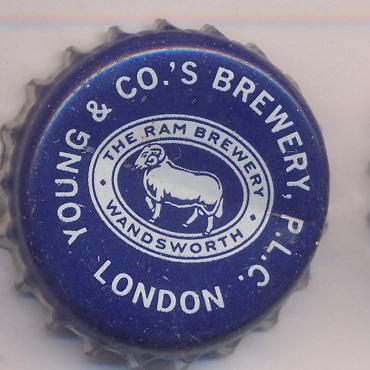 YOUNG & CO.'S BREWERY, P.L.C.
LONDON
THE RAM BREWERY
WANDSWORTH